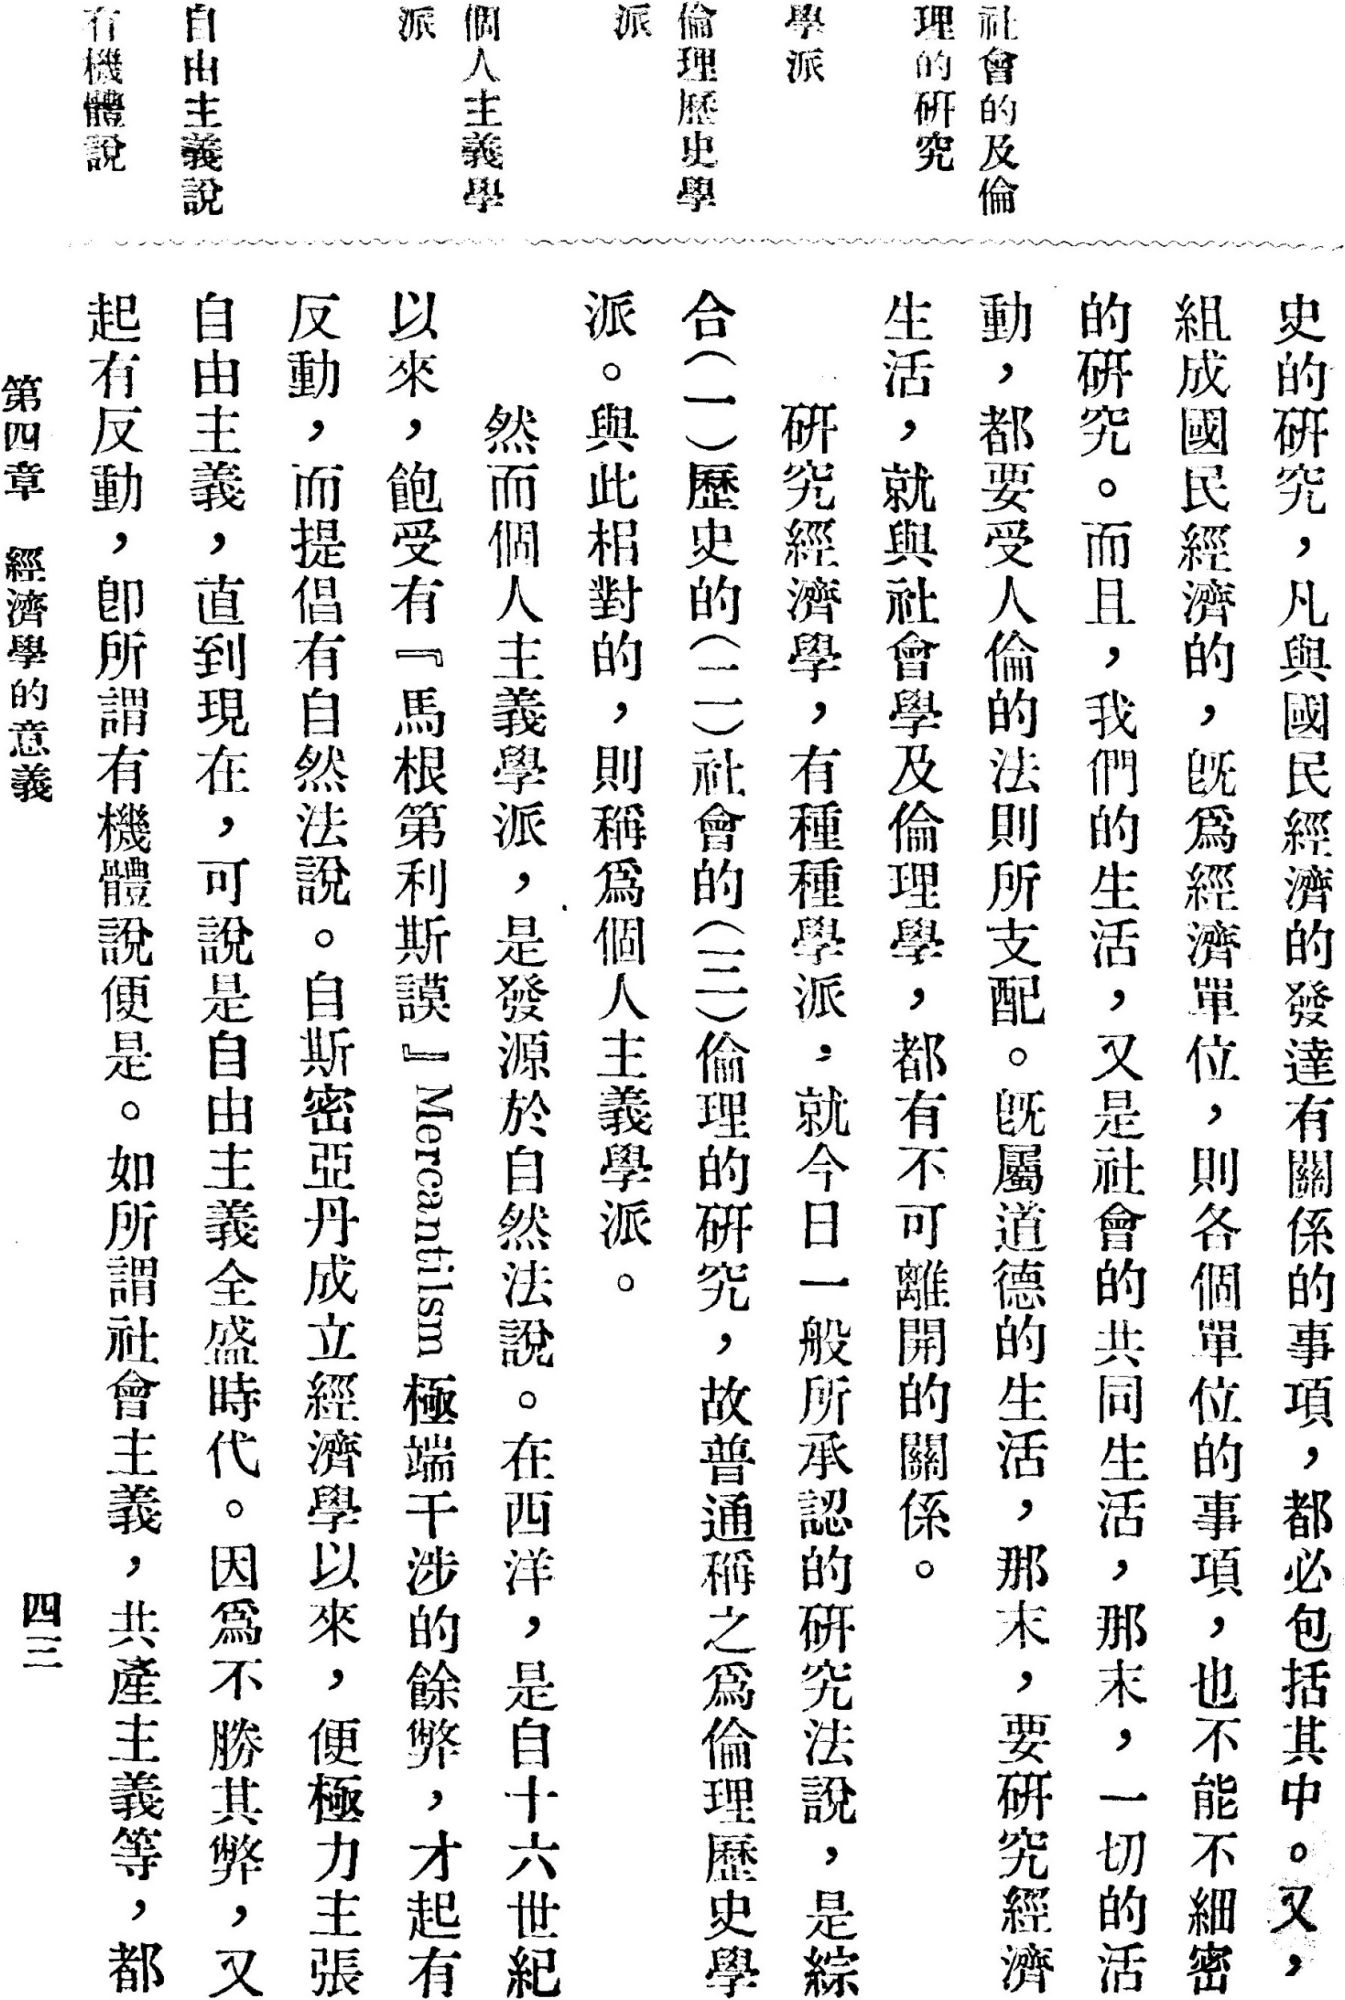 社會的及倫
理的研究
學派
倫理歷史學
派
個人主義學
派
自由主義說
有機體說
史的研究，凡與國民經濟的發達有關係的事項，都必包括其中。又，
組成國民經濟的，旣爲經濟單位，則各個單位的事項，也不能不細密
的研究。而且，我們的生活，又是社會的共同生活，那末，一切的活
動，都要受人倫的法則所支配。旣屬道德的生活，那末，要研究經濟
生活，就與社會學及倫理學，都有不可離開的關係。
研究經濟學，有種種學派，就今日一般所承認的研究法說，是綜
合（一）歷史的（二）社會的（三）倫理的研究，故普通稱之爲倫理歷史學
派。與此相對的，則稱爲個人主義學派。
然而個人主義學派，是發源於自然法說。在西洋，是自十六世紀
以來，飽受有『馬根第利斯謨』Mercantilsm 極端干涉的餘弊，才起有
反動，而提倡有自然法說。自斯密亞丹成立經濟學以來，便極力主張
自由主義，直到現在，可說是自由主義全盛時代。因爲不勝其弊，又
起有反動，卽所謂有機體說便是。如所謂社會主義，共產主義等，都
第四章　經濟學的意義
四三